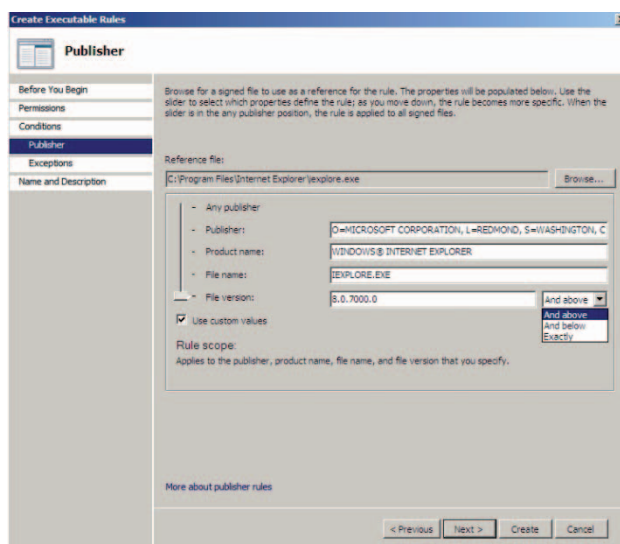 Create Executable Rules
Publisher
Before You Begin
Permissions
Conditions
Publisher
Exceptions
Name and Description
Browse for a signed file to use as a reference for the rule. The properties will be populated below. Use the
slider to select which properties define the rule; as you move down, the rule becomes more specific. When the
slider is in the any publisher position, the rule is applied to all signed files.
Reference file:
C:\Program Files\Internet Explorer\iexplore.exe
Browse...
- Any publisher
- Publisher:
O=MICROSOFT CORPORATION, L=REDMOND, S=WASHINGTON, C
- Product name:
WINDOWS® INTERNET EXPLORER
- File name:
IEXPLORE.EXE
- File version:
8.0.7000.0
And above
And above
And below
Exactly
Use custom values
Rule scope:
Applies to the publisher, product name, file name, and file version that you specify.
More about publisher rules
< Previous
Next >
Create
Cancel